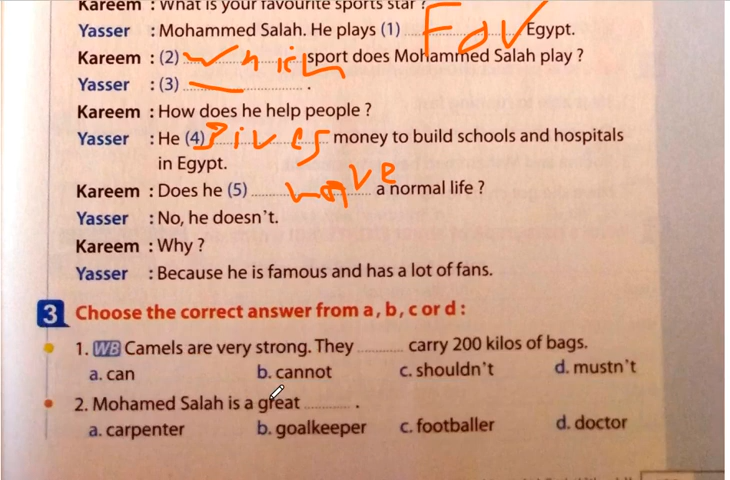 Kareem : What is your favourite sports star ?
Yasser : Mohammed Salah. He plays (1) For Egypt.
Kareem : (2) which sport does Mohammed Salah play ?
Yasser : (3) .................... .
Kareem : How does he help people ?
Yasser : He (4) gives money to build schools and hospitals
in Egypt.
Kareem : Does he (5) have a normal life ?
Yasser : No, he doesn't.
Kareem : Why ?
Yasser : Because he is famous and has a lot of fans.
3 Choose the correct answer from a, b, c or d :
1. WB Camels are very strong. They .......... carry 200 kilos of bags.
a. can b. cannot c. shouldn't d. mustn't
2. Mohamed Salah is a great .......... .
a. carpenter b. goalkeeper c. footballer d. doctor